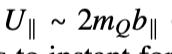 U∥ ~ 2m_Q b∥